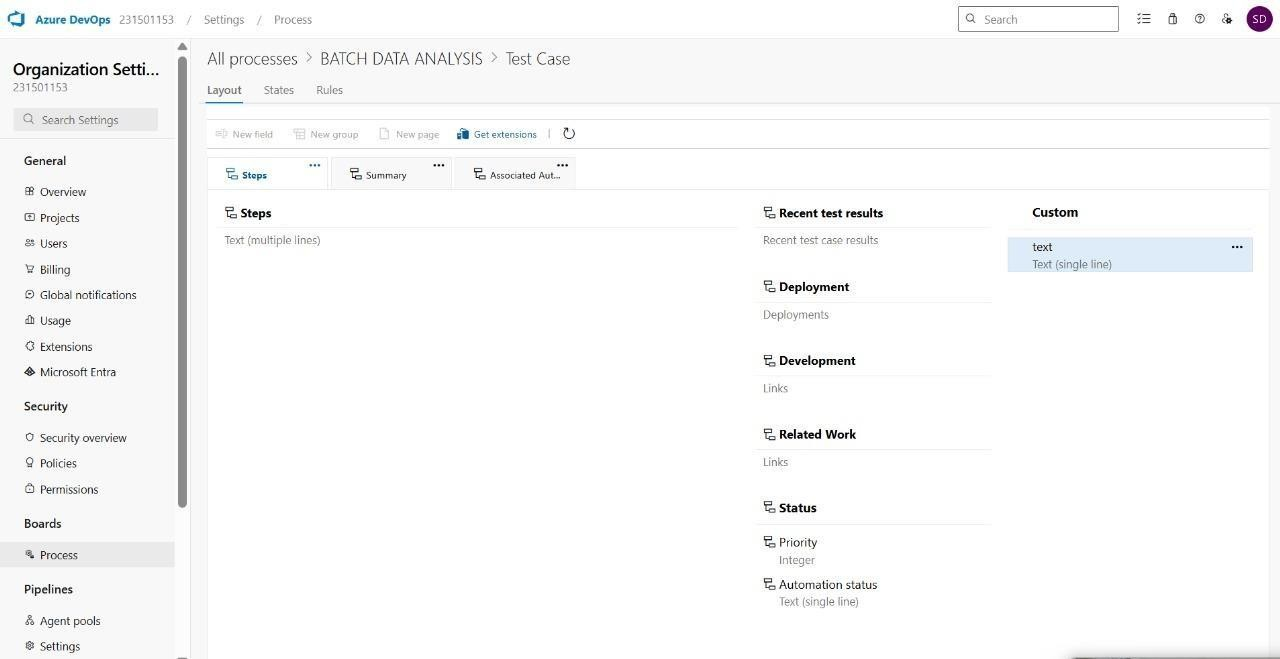 Azure DevOps 231501153 / Settings / Process
Search
SD
Organization Setti...
231501153
Search Settings
General
Overview
Projects
Users
Billing
Global notifications
Usage
Extensions
Microsoft Entra
Security
Security overview
Policies
Permissions
Boards
Process
Pipelines
Agent pools
Settings
All processes > BATCH DATA ANALYSIS > Test Case
Layout States Rules
New field New group New page Get extensions
Steps Summary Associated Aut...
Steps
Text (multiple lines)
Recent test results
Recent test case results
Deployment
Deployments
Development
Links
Related Work
Links
Status
Priority
Integer
Automation status
Text (single line)
Custom
text
Text (single line)